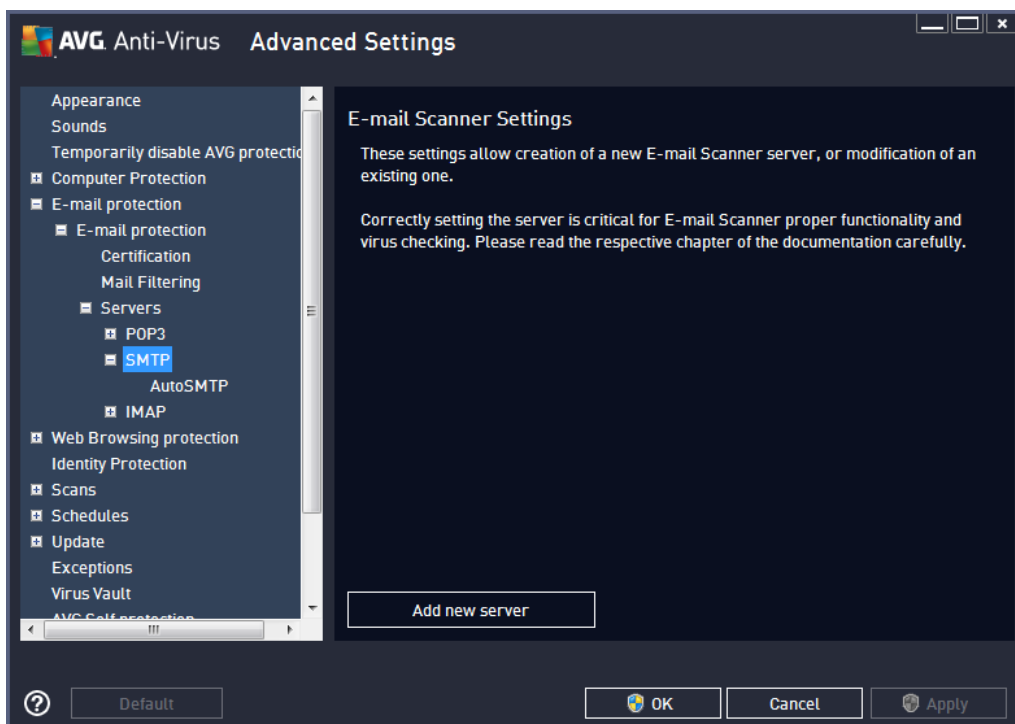 AVG. Anti-Virus Advanced Settings
Appearance
Sounds
Temporarily disable AVG protectic
Computer Protection
E-mail protection
E-mail protection
Certification
Mail Filtering
Servers
POP3
SMTP
AutoSMTP
IMAP
Web Browsing protection
Identity Protection
Scans
Schedules
Update
Exceptions
Virus Vault
AVG Self protection
E-mail Scanner Settings
These settings allow creation of a new E-mail Scanner server, or modification of an
existing one.
Correctly setting the server is critical for E-mail Scanner proper functionality and
virus checking. Please read the respective chapter of the documentation carefully.
Add new server
Default
OK
Cancel
Apply